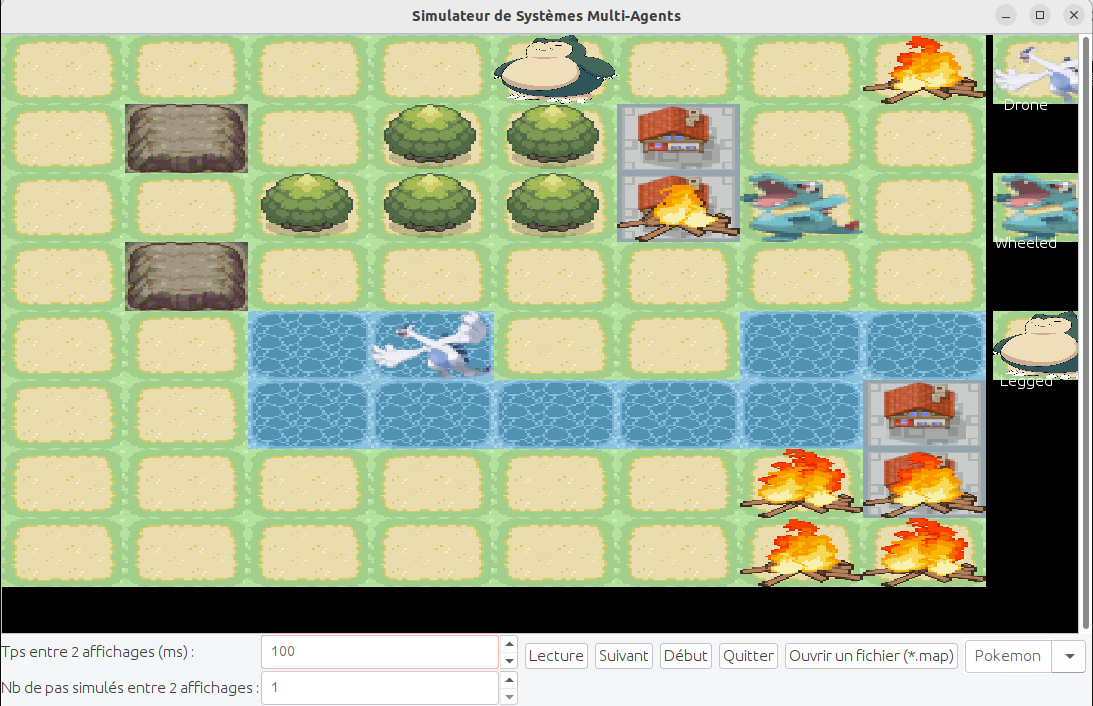 Simulateur de Systèmes Multi-Agents
Drone
Wheeled
Legged
Tps entre 2 affichages (ms) : 100 Lecture Suivant Début Quitter Ouvrir un fichier (*.map) Pokemon
Nb de pas simulés entre 2 affichages : 1